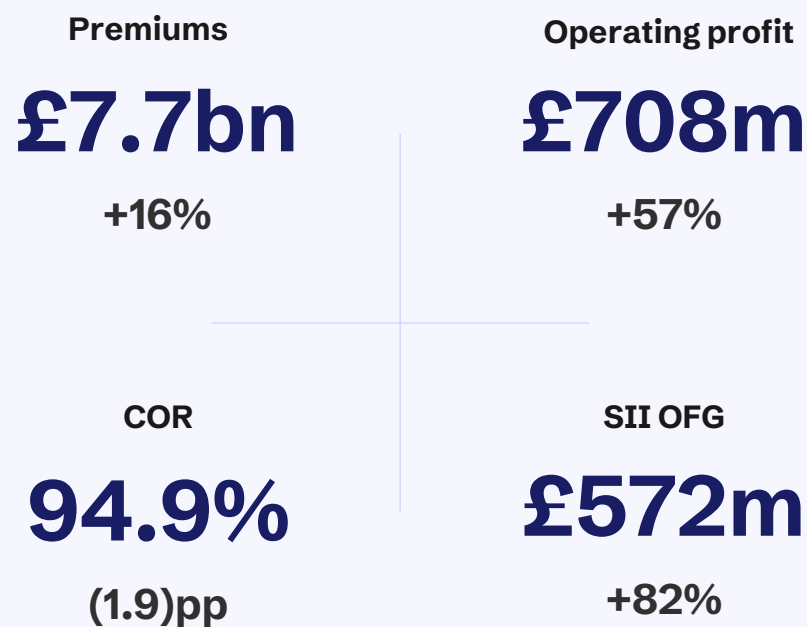 Premiums
£7.7bn
+16%
Operating profit
£708m
+57%
COR
94.9%
(1.9)pp
SII OFG
£572m
+82%